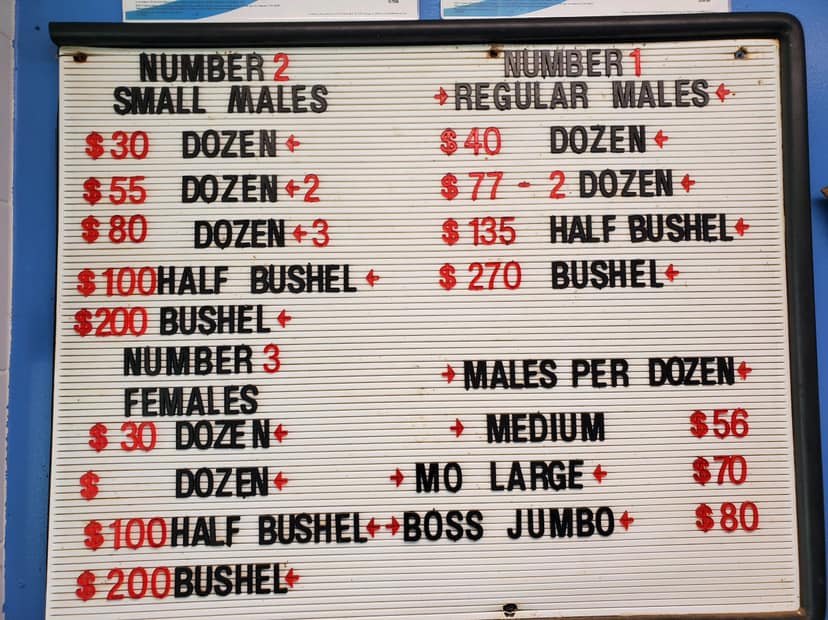 NUMBER 2
SMALL MALES
$30 DOZEN
$55 DOZEN 2
$80 DOZEN 3
$100 HALF BUSHEL
$200 BUSHEL
NUMBER 3
FEMALES
$30 DOZEN
$ DOZEN
$100 HALF BUSHEL
$200 BUSHEL
NUMBER 1
REGULAR MALES
$40 DOZEN
$77 - 2 DOZEN
$135 HALF BUSHEL
$270 BUSHEL
MALES PER DOZEN
MEDIUM $56
MO LARGE $70
BOSS JUMBO $80